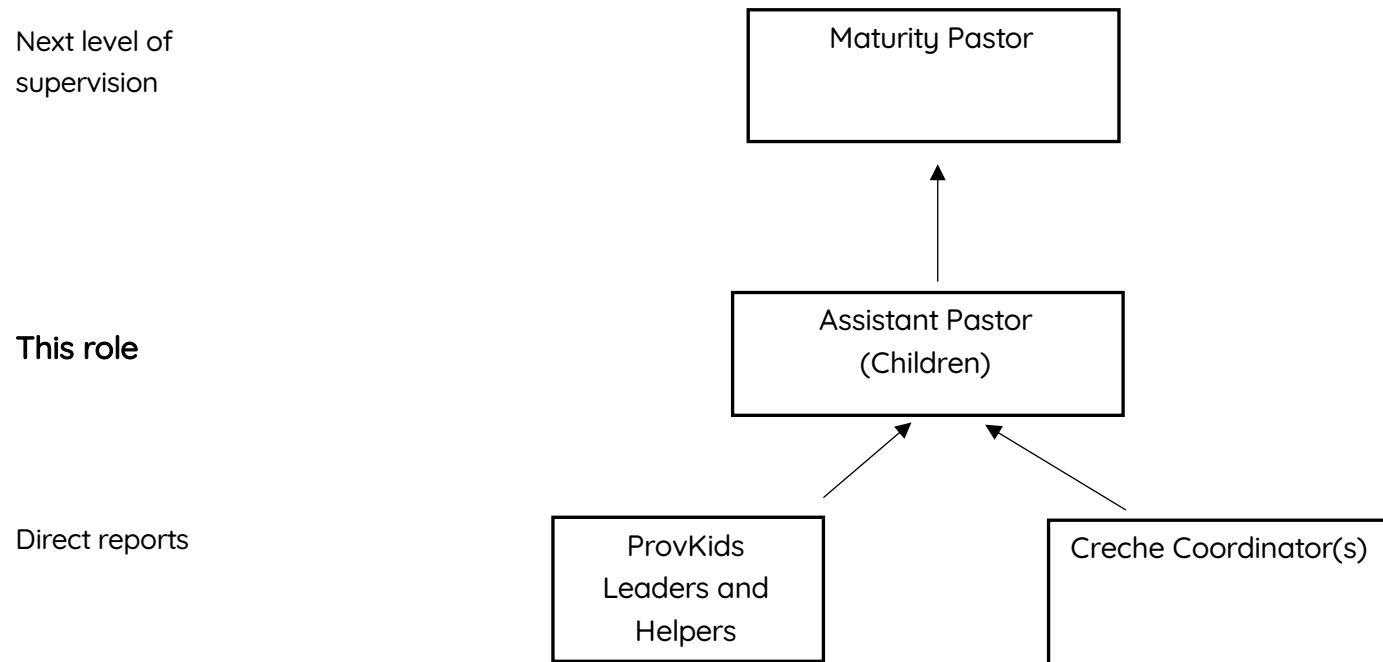 Next level of
supervision
Maturity Pastor
This role
Assistant Pastor
(Children)
Direct reports
ProvKids
Leaders and
Helpers
Creche Coordinator(s)